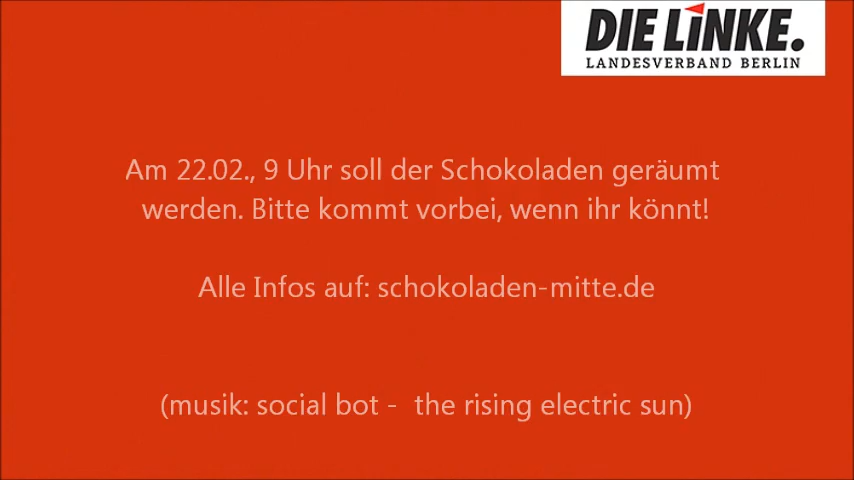 DIE LINKE.
LANDESVERBAND BERLIN
Am 22.02., 9 Uhr soll der Schokoladen geräumt
werden. Bitte kommt vorbei, wenn ihr könnt!
Alle Infos auf: schokoladen-mitte.de
(musik: social bot -  the rising electric sun)